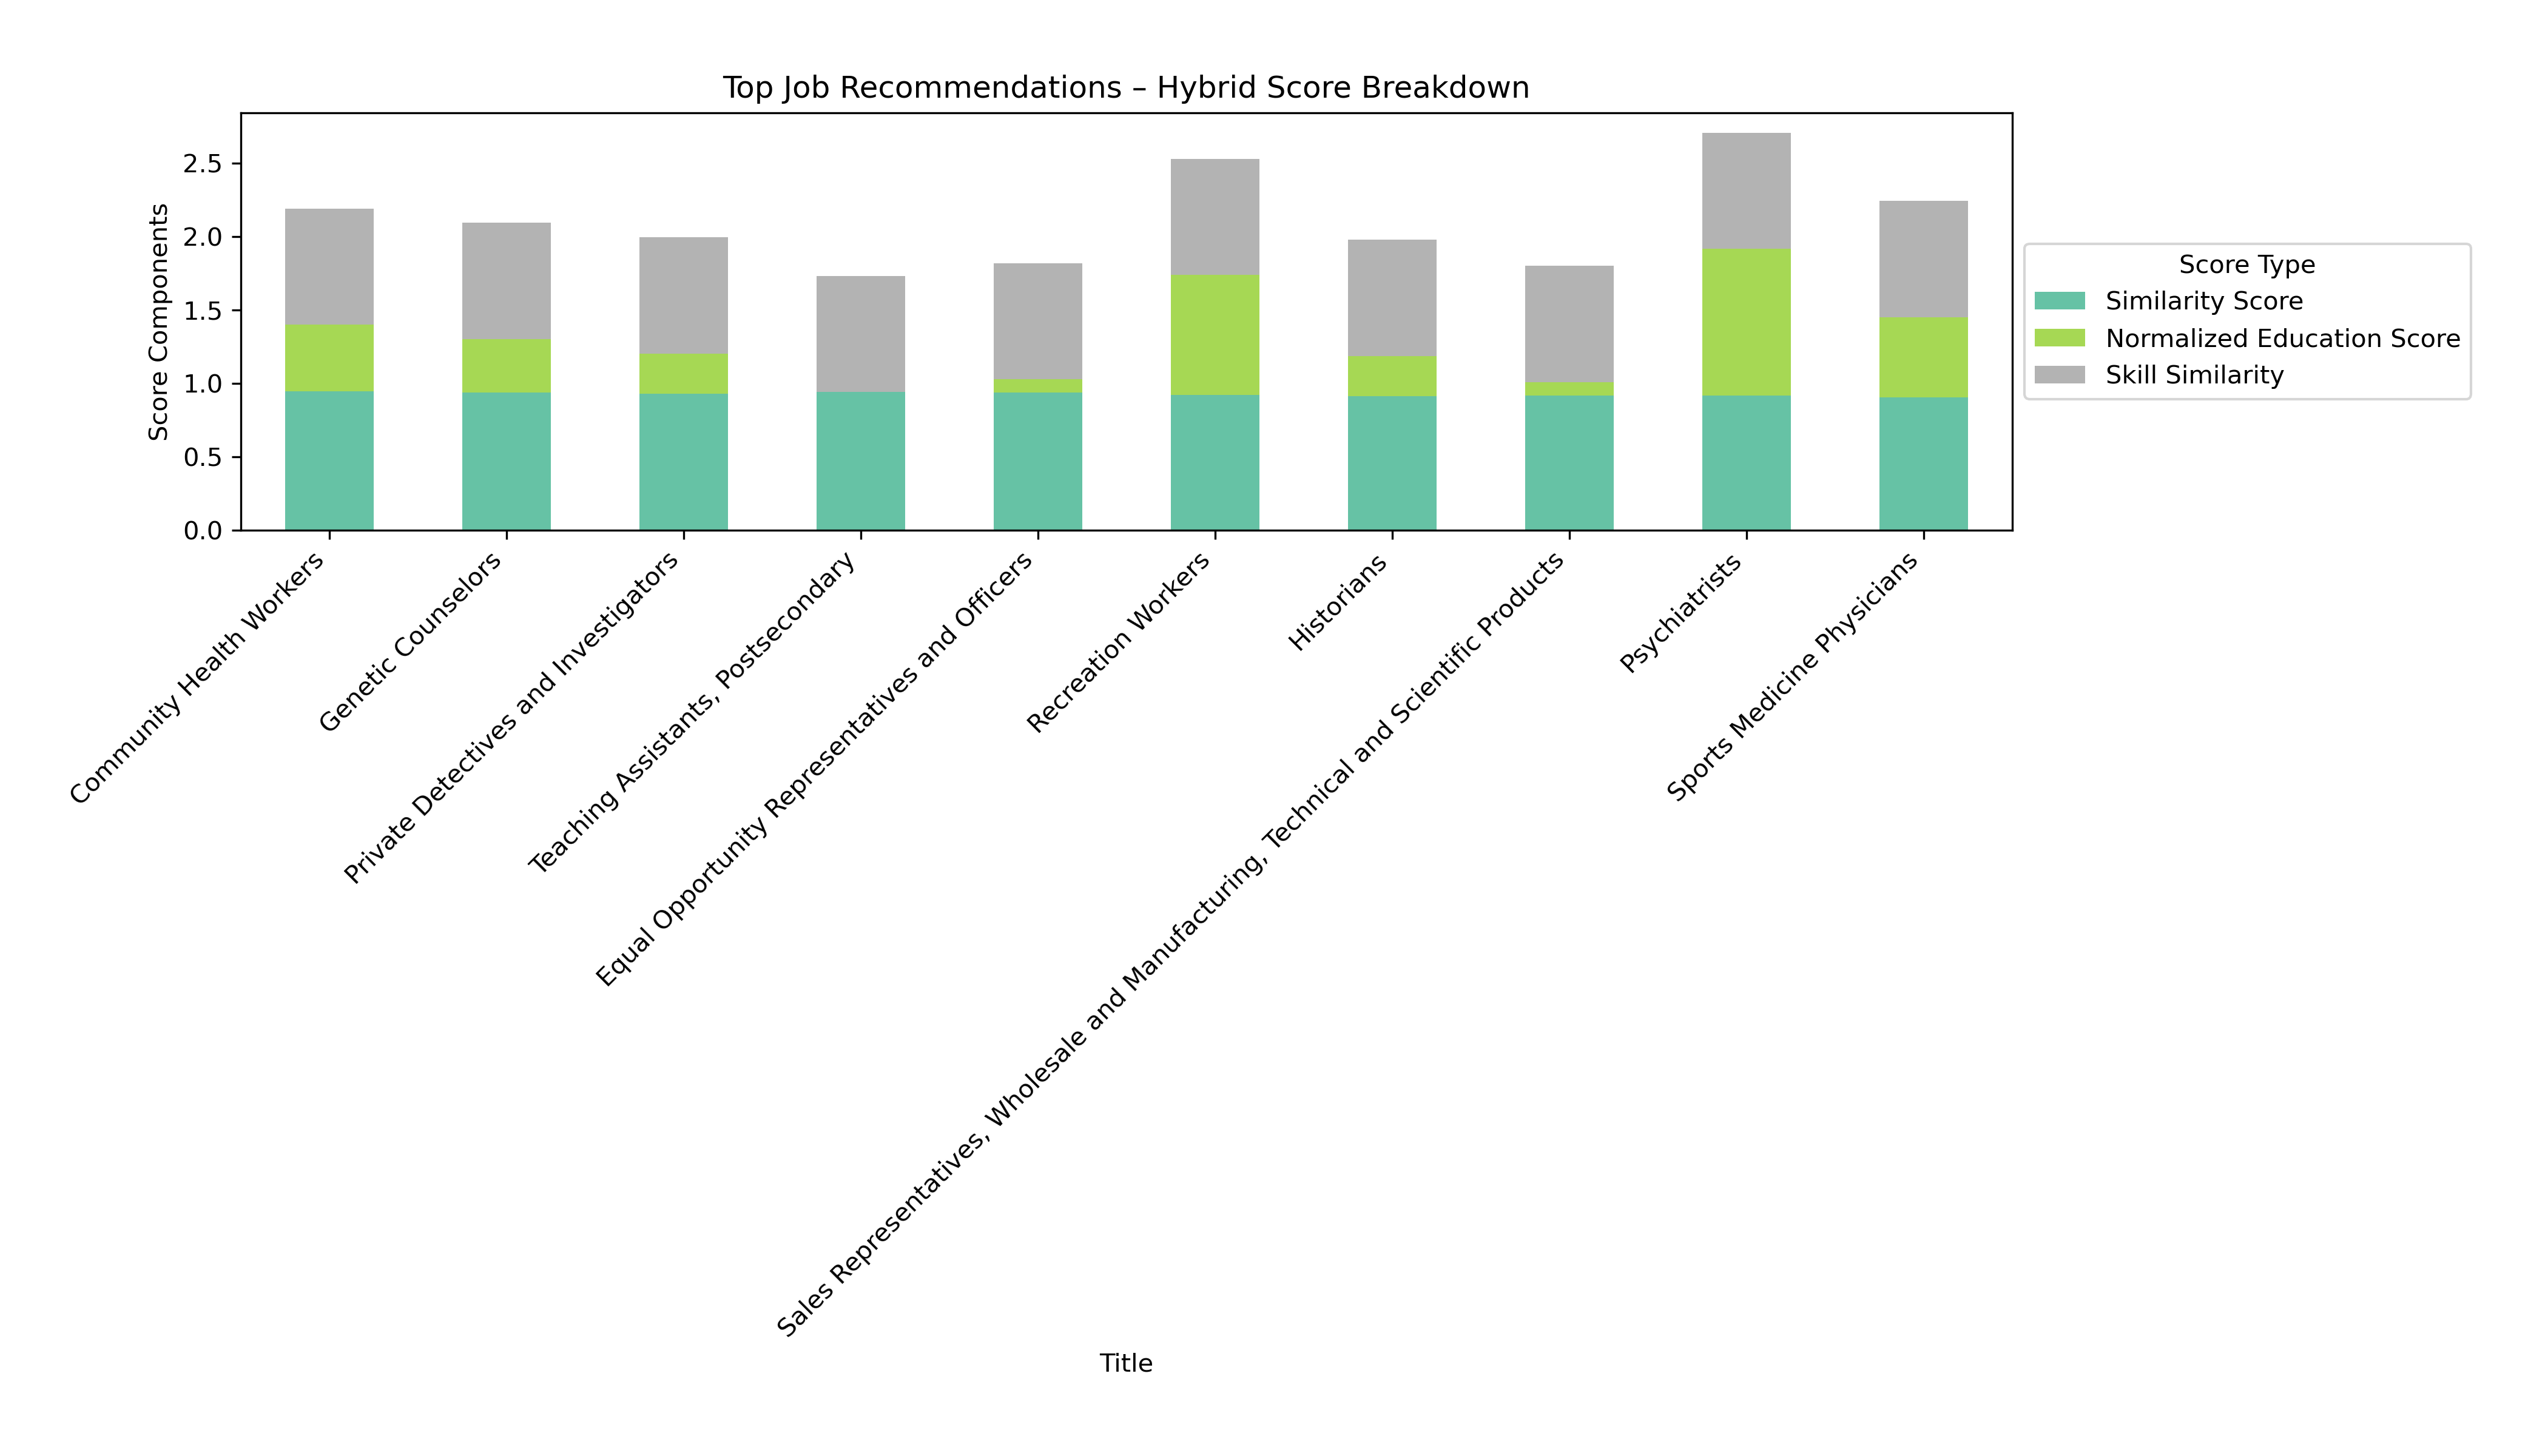 Top Job Recommendations – Hybrid Score Breakdown
Score Components
2.5
2.0
1.5
1.0
0.5
0.0
Community Health Workers
Genetic Counselors
Private Detectives and Investigators
Teaching Assistants, Postsecondary
Equal Opportunity Representatives and Officers
Recreation Workers
Historians
Sales Representatives, Wholesale and Manufacturing, Technical and Scientific Products
Psychiatrists
Sports Medicine Physicians
Title
Score Type
Similarity Score
Normalized Education Score
Skill Similarity